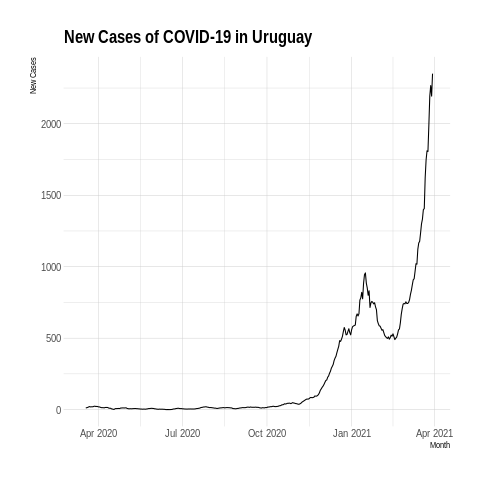 New Cases of COVID-19 in Uruguay
New Cases
2000
1500
1000
500
0
Apr 2020 Jul 2020 Oct 2020 Jan 2021 Apr 2021
Month